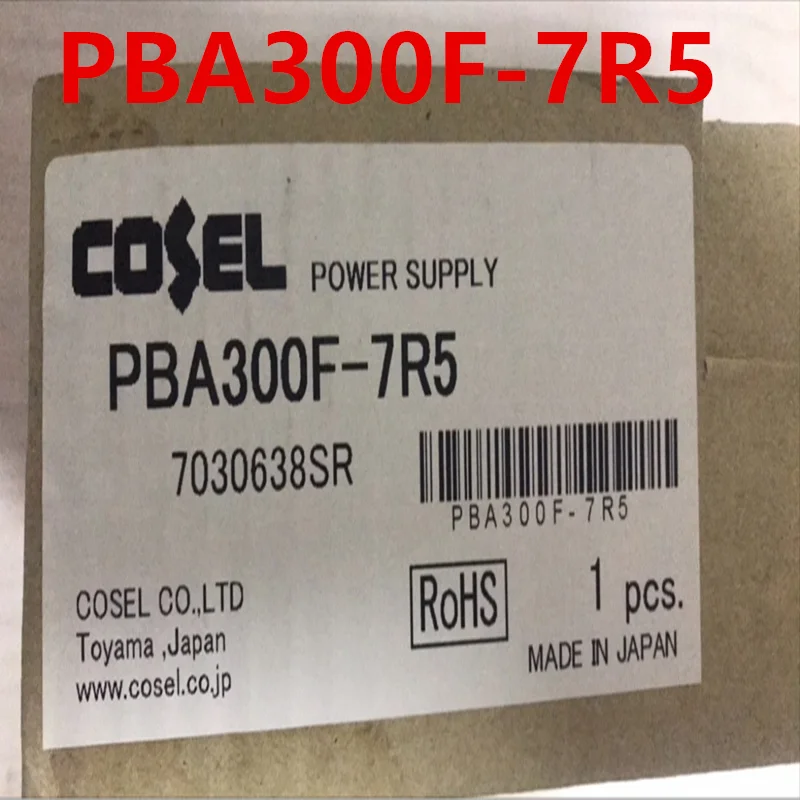 PBA300F-7R5
COSEL POWER SUPPLY
PBA300F-7R5
7030638SR
PBA300F-7R5
COSEL CO.,LTD
Toyama ,Japan
www.cosel.co.jp
RoHS
1 pcs.
MADE IN JAPAN